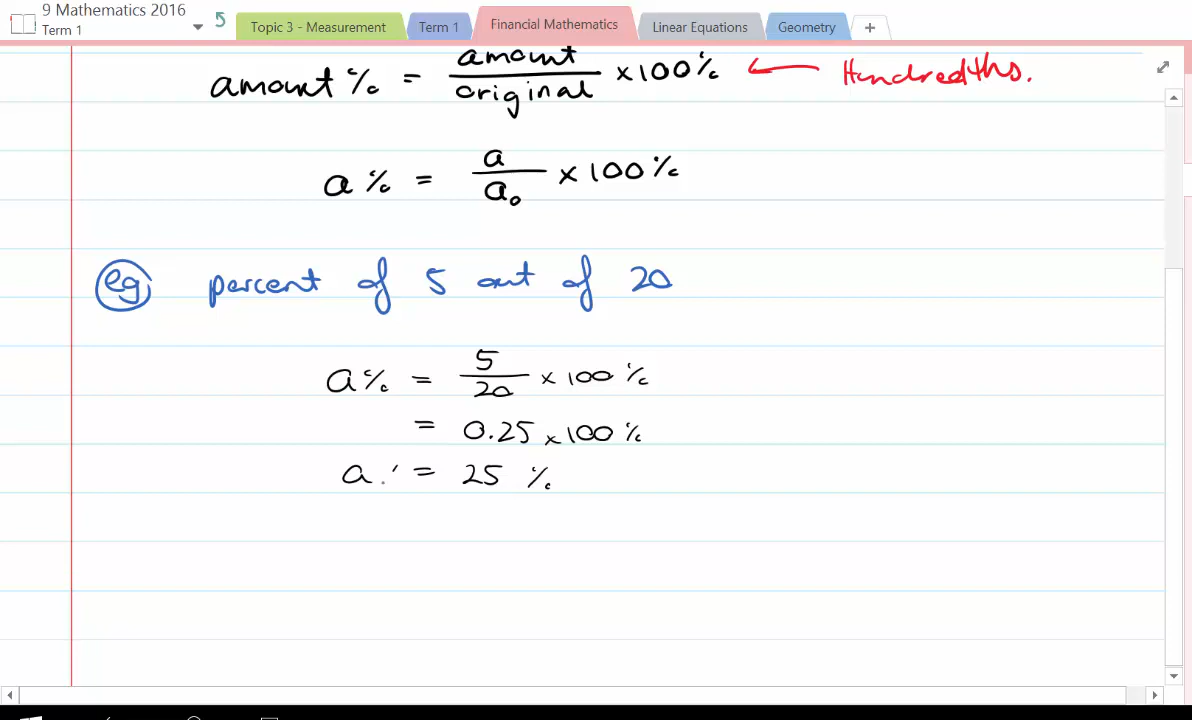 9 Mathematics 2016
Term 1
Topic 3 - Measurement Term 1 Financial Mathematics Linear Equations Geometry +
amount % = amount / original × 100 % ← Hundredths.
a % = a / a₀ × 100 %
eg percent of 5 out of 20
a % = 5 / 20 × 100 %
= 0.25 × 100 %
a = 25 %